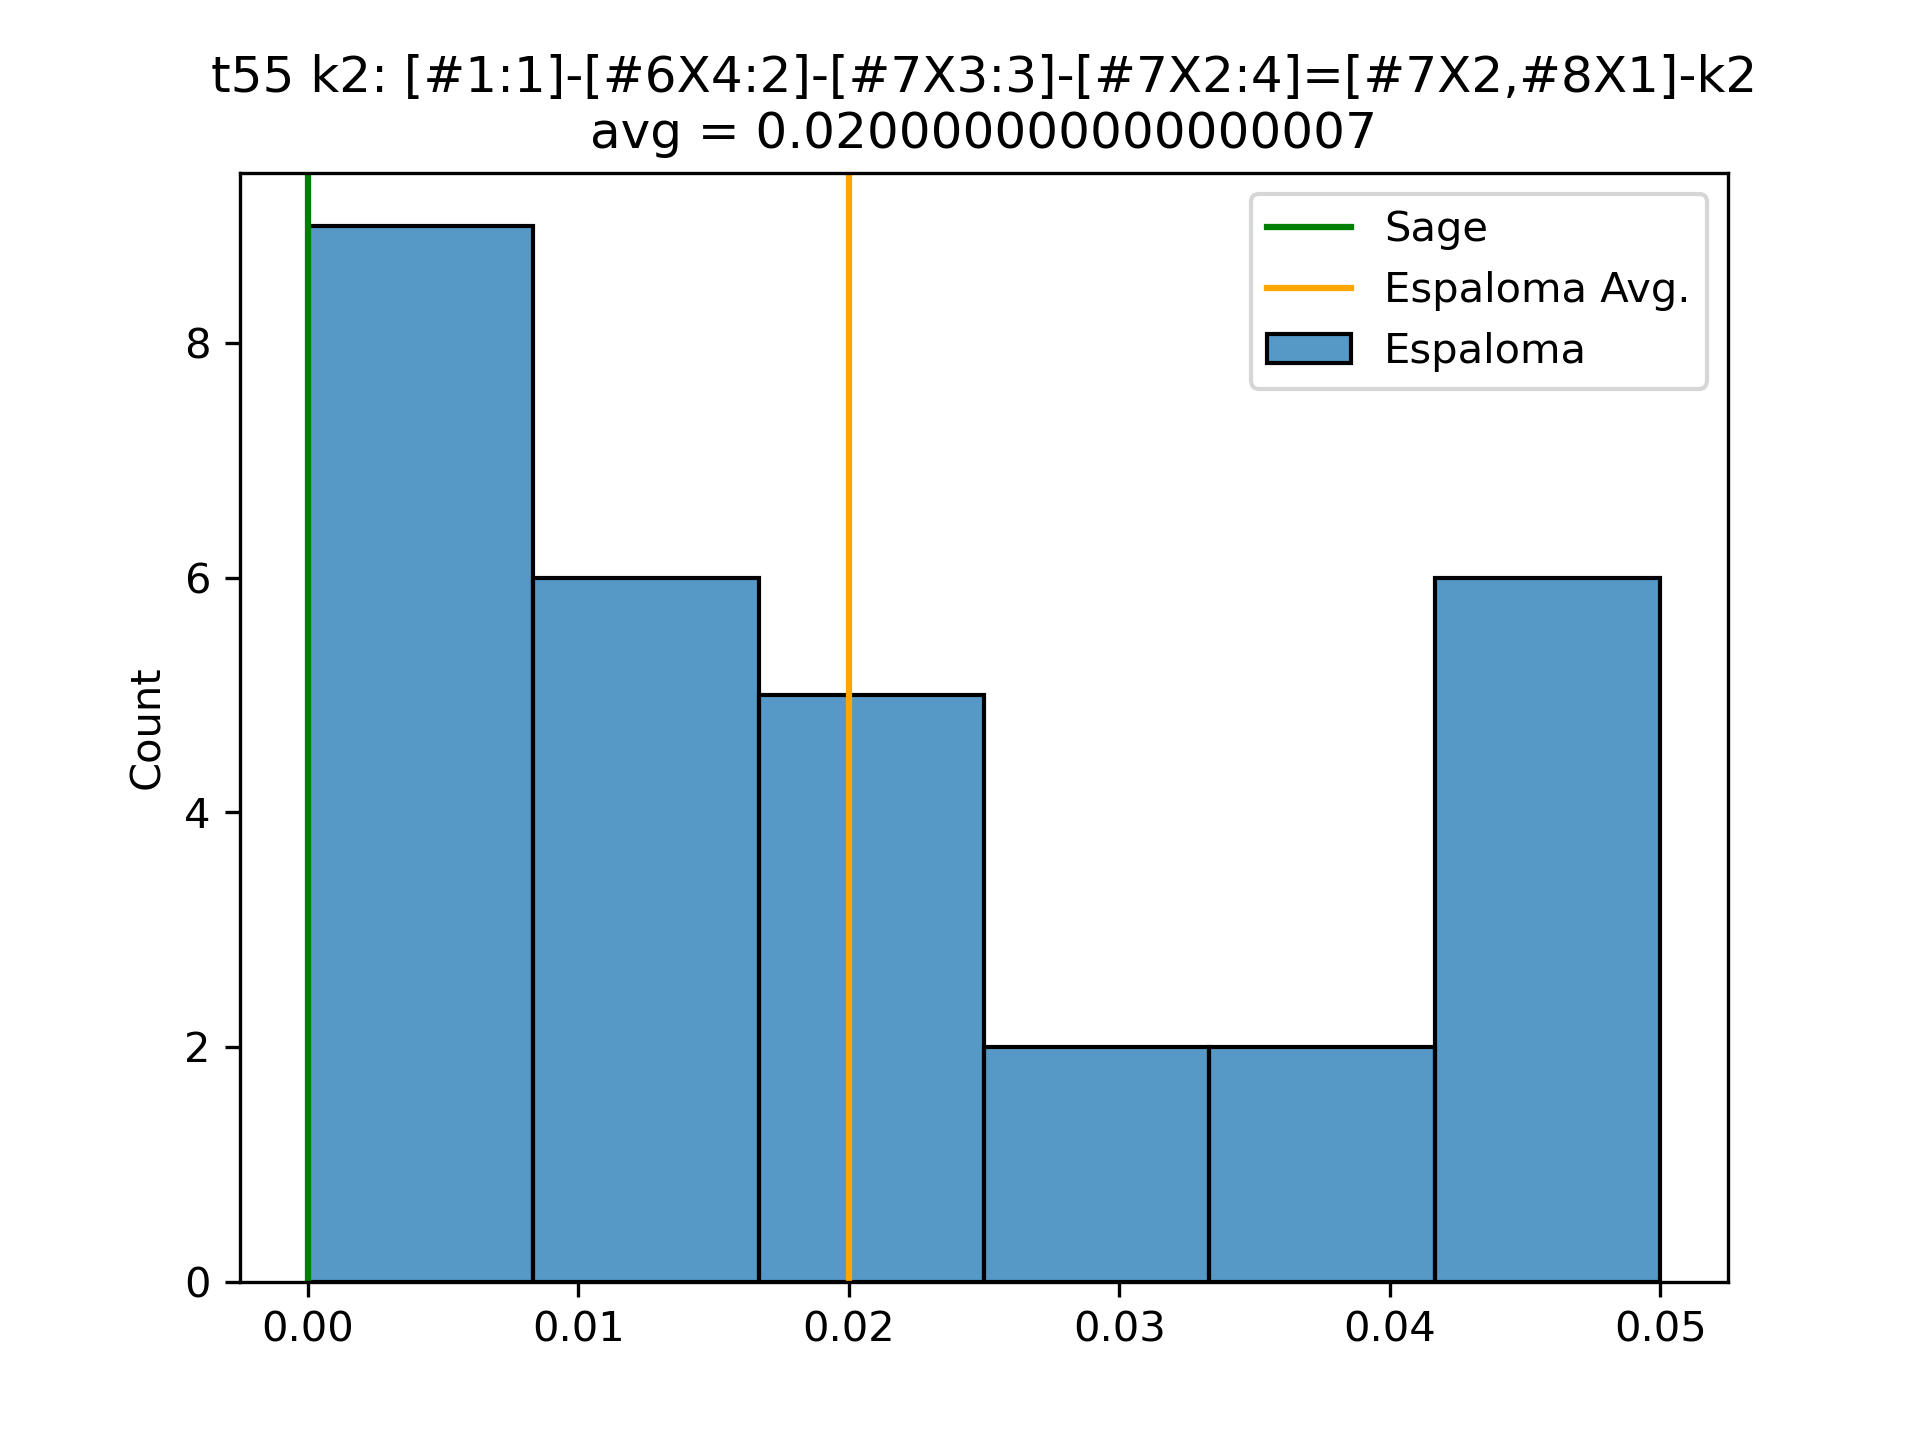 t55 k2: [#1:1]-[#6X4:2]-[#7X3:3]-[#7X2:4]=[#7X2,#8X1]-k2
avg = 0.020000000000000007
Sage
Espaloma Avg.
Espaloma
8
6
4
2
0
Count
0.00
0.01
0.02
0.03
0.04
0.05